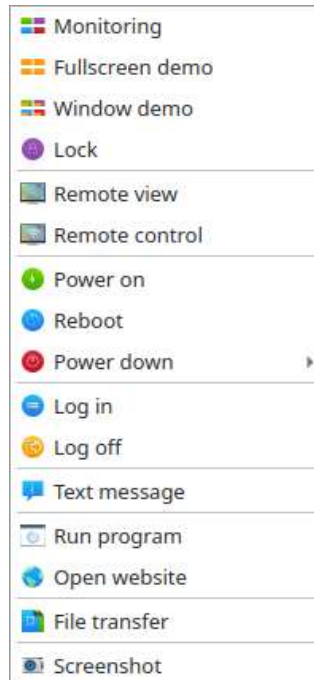 Monitoring
Fullscreen demo
Window demo
Lock
Remote view
Remote control
Power on
Reboot
Power down
Log in
Log off
Text message
Run program
Open website
File transfer
Screenshot